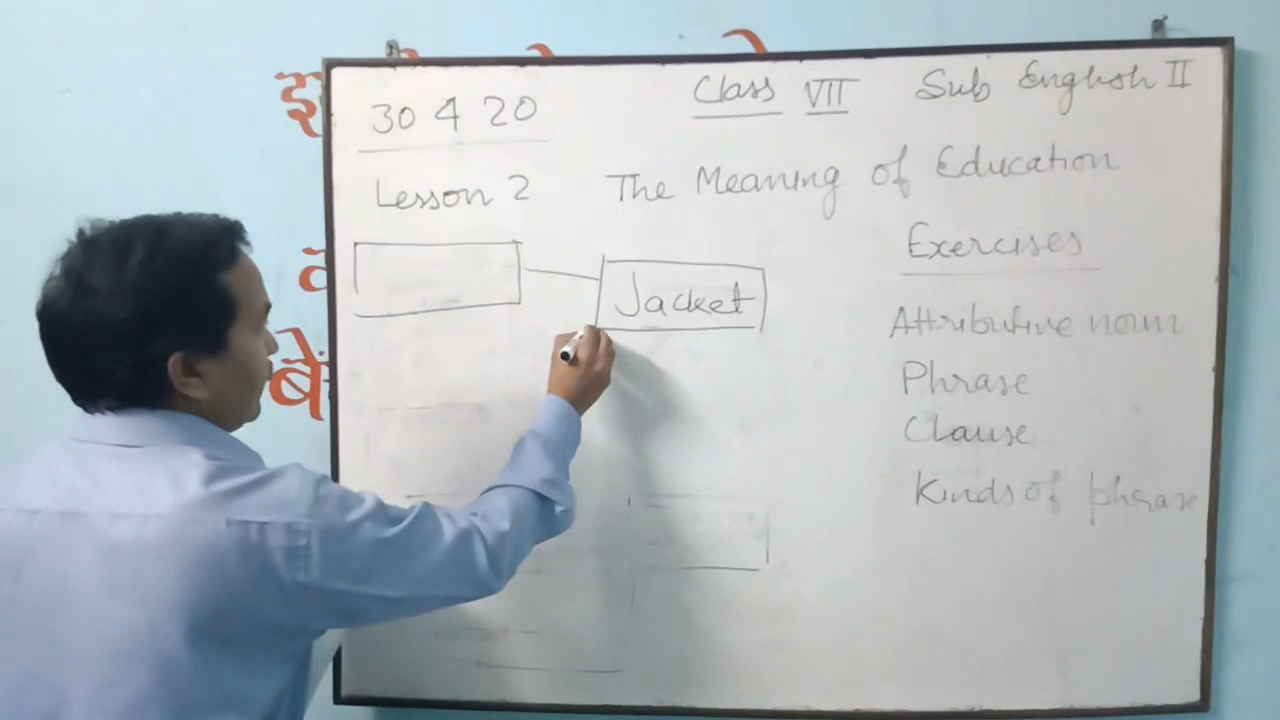 30 4 20
Class VII
Sub English II
Lesson 2
The Meaning of Education
Exercises
Jacket
Attributive noun
Phrase
Clause
Kinds of phrase